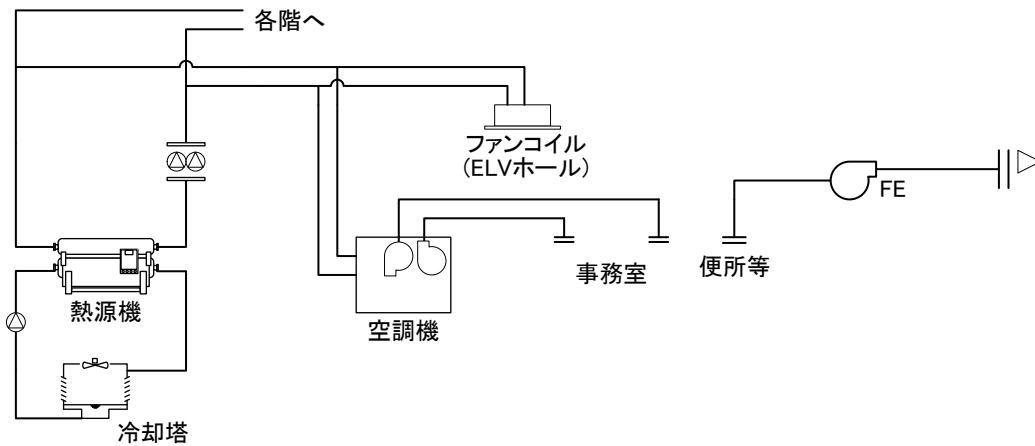 各階へ
ファンコイル
(ELVホール)
FE
事務室
便所等
熱源機
空調機
冷却塔